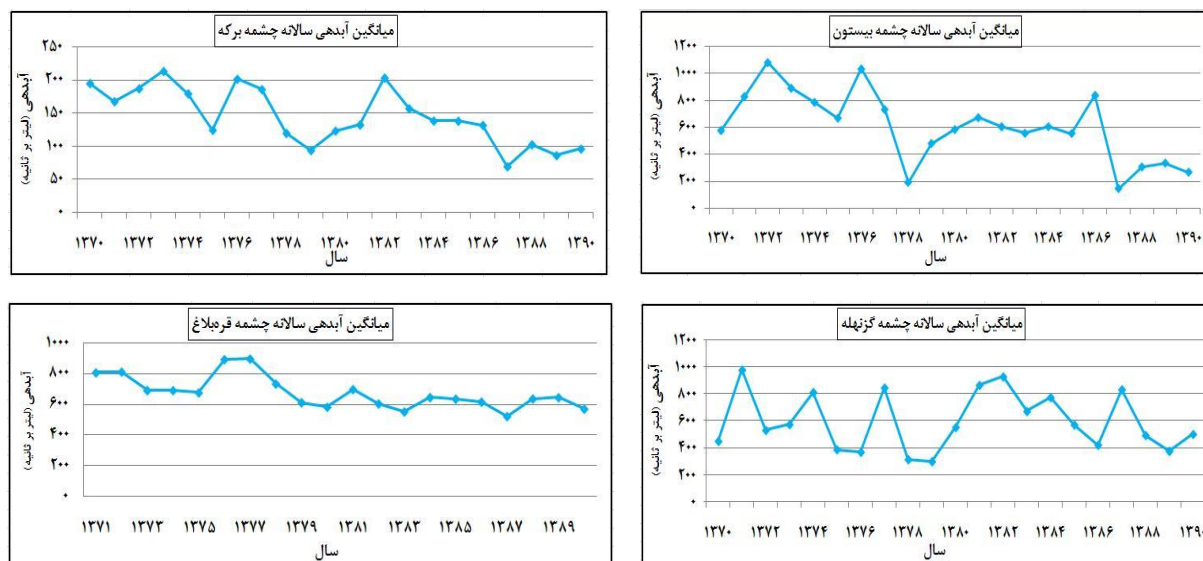 میانگین آبدهی سالانه چشمه برکه
آبدهی (لیتر بر ثانیه)
۲۵۰
۲۰۰
۱۵۰
۱۰۰
۵۰
۰
۱۳۷۰ ۱۳۷۲ ۱۳۷۴ ۱۳۷۶ ۱۳۷۸ ۱۳۸۰ ۱۳۸۲ ۱۳۸۴ ۱۳۸۶ ۱۳۸۸ ۱۳۹۰
سال
میانگین آبدهی سالانه چشمه بیستون
آبدهی (لیتر بر ثانیه)
۱۲۰۰
۱۰۰۰
۸۰۰
۶۰۰
۴۰۰
۲۰۰
۰
۱۳۷۰ ۱۳۷۲ ۱۳۷۴ ۱۳۷۶ ۱۳۷۸ ۱۳۸۰ ۱۳۸۲ ۱۳۸۴ ۱۳۸۶ ۱۳۸۸ ۱۳۹۰
سال
میانگین آبدهی سالانه چشمه قره‌بلاغ
آبدهی (لیتر بر ثانیه)
۱۰۰۰
۸۰۰
۶۰۰
۴۰۰
۲۰۰
۰
۱۳۷۱ ۱۳۷۳ ۱۳۷۵ ۱۳۷۷ ۱۳۷۹ ۱۳۸۱ ۱۳۸۳ ۱۳۸۵ ۱۳۸۷ ۱۳۸۹
سال
میانگین آبدهی سالانه چشمه گزنهله
آبدهی (لیتر بر ثانیه)
۱۲۰۰
۱۰۰۰
۸۰۰
۶۰۰
۴۰۰
۲۰۰
۰
۱۳۷۰ ۱۳۷۲ ۱۳۷۴ ۱۳۷۶ ۱۳۷۸ ۱۳۸۰ ۱۳۸۲ ۱۳۸۴ ۱۳۸۶ ۱۳۸۸ ۱۳۹۰
سال